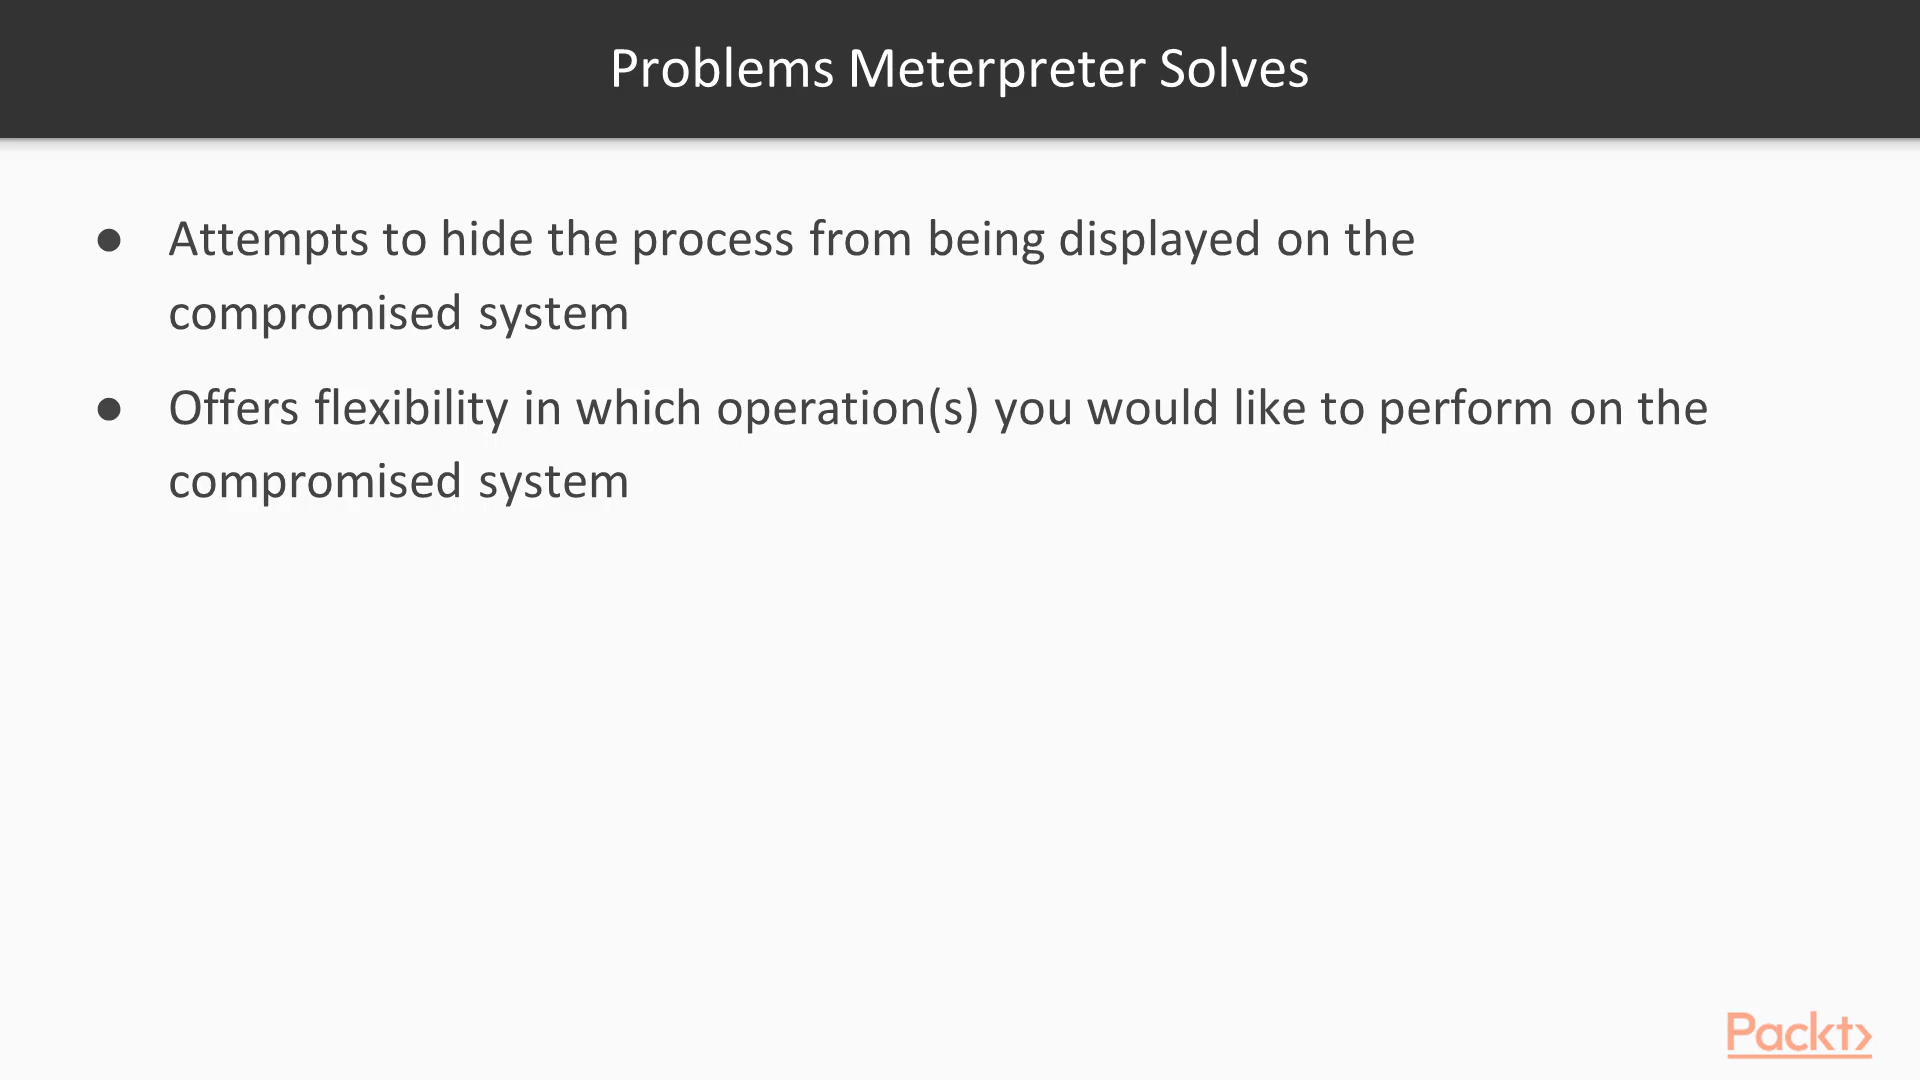 Problems Meterpreter Solves
● Attempts to hide the process from being displayed on the
compromised system
● Offers flexibility in which operation(s) you would like to perform on the
compromised system
Packt>